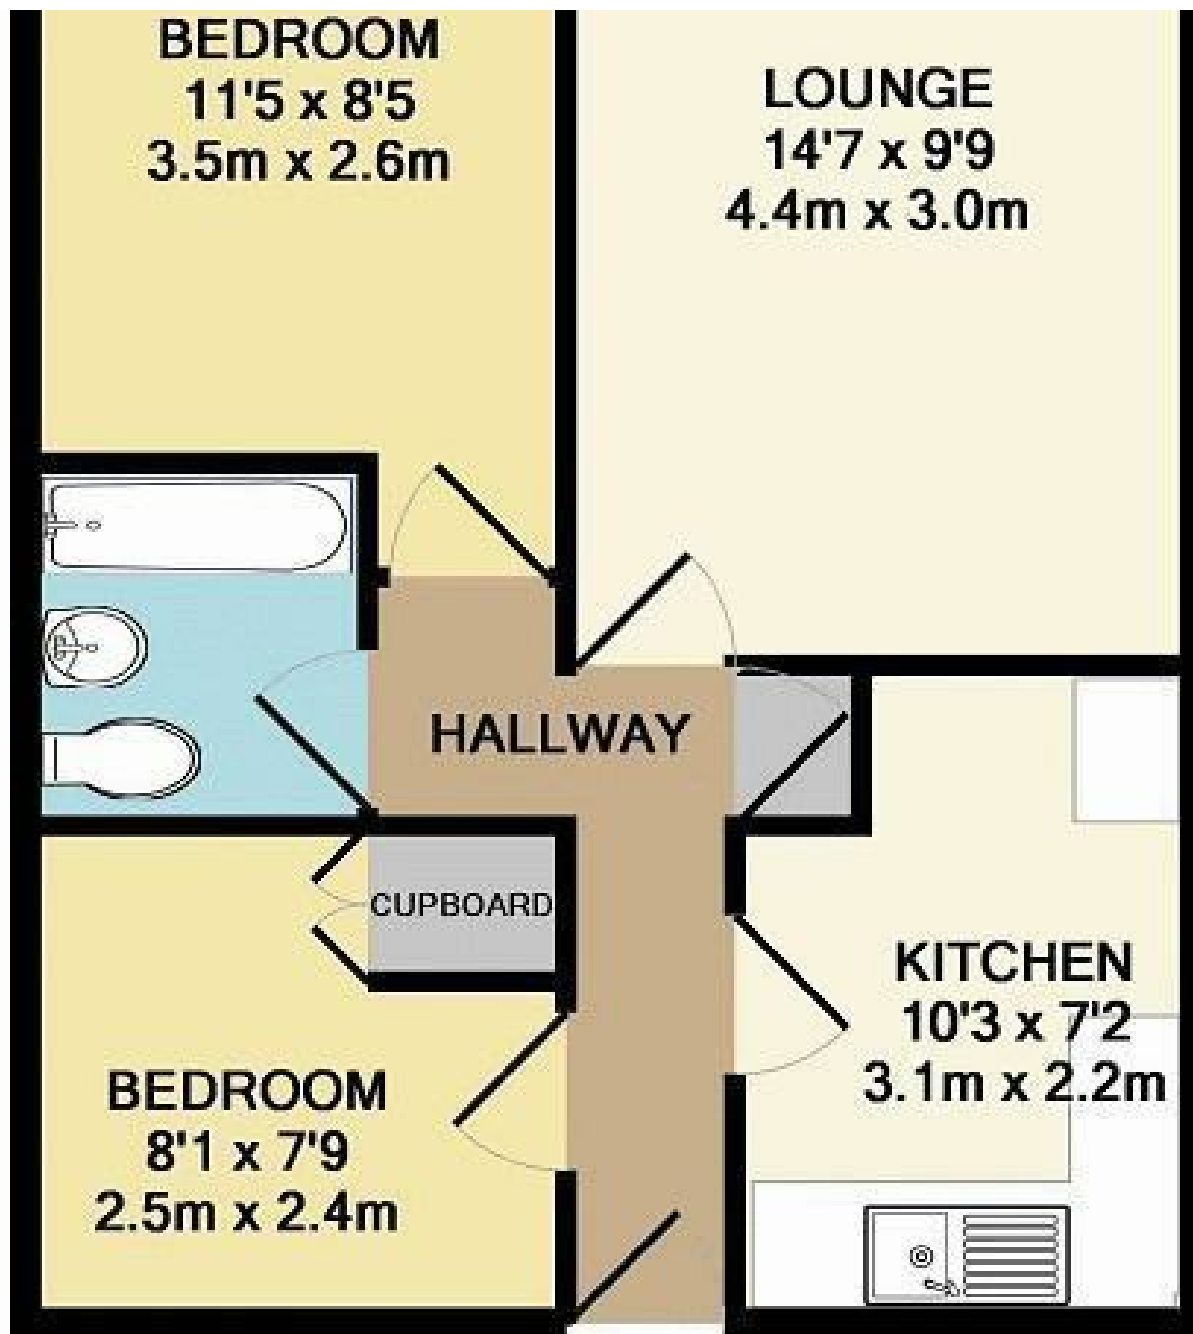 BEDROOM
11'5 x 8'5
3.5m x 2.6m
LOUNGE
14'7 x 9'9
4.4m x 3.0m
HALLWAY
CUPBOARD
KITCHEN
10'3 x 7'2
3.1m x 2.2m
BEDROOM
8'1 x 7'9
2.5m x 2.4m